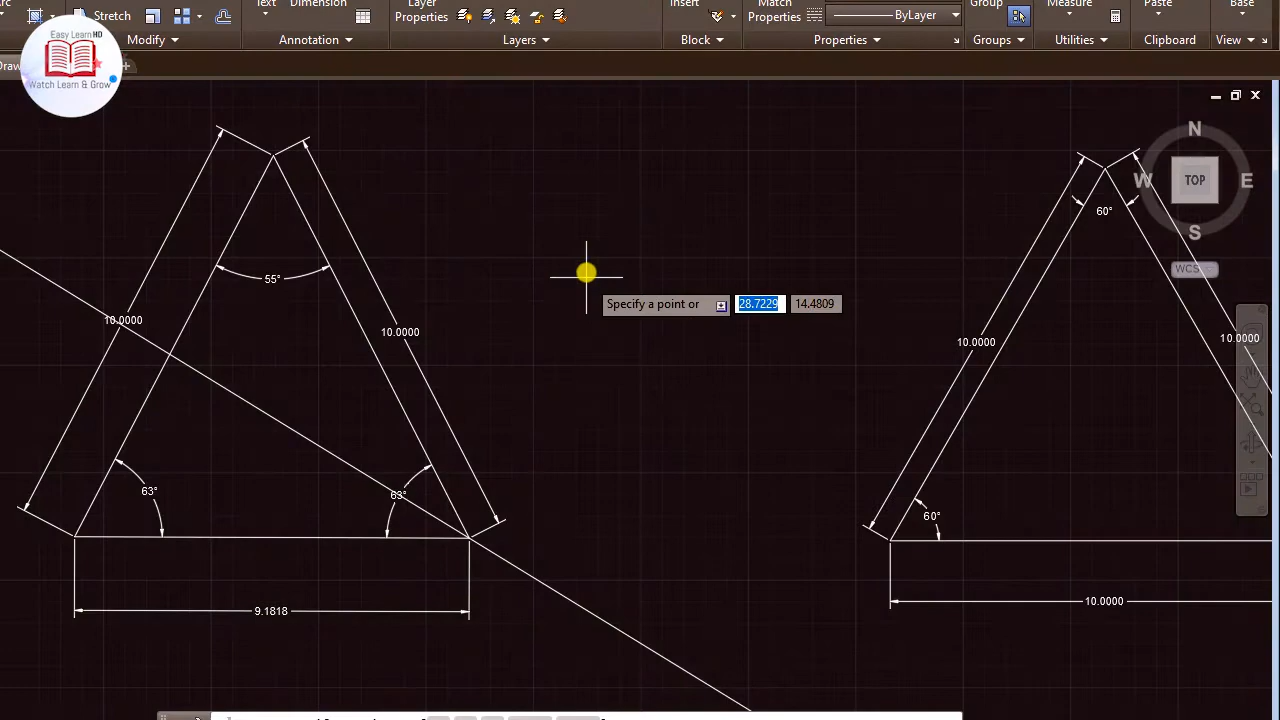 Text
Dimension
Insert
Match
Group
Measure
Paste
Base
Stretch
Layer
Properties
Match
Properties
ByLayer
Modify
Annotation
Layers
Block
Properties
Groups
Utilities
Clipboard
View
Easy Learn HD
Watch Learn & Grow
Draw
+
N
W
TOP
E
S
WCS
55°
10.0000
10.0000
63°
63°
9.1818
Specify a point or
28.7229
14.4809
60°
10.0000
10.0000
60°
10.0000